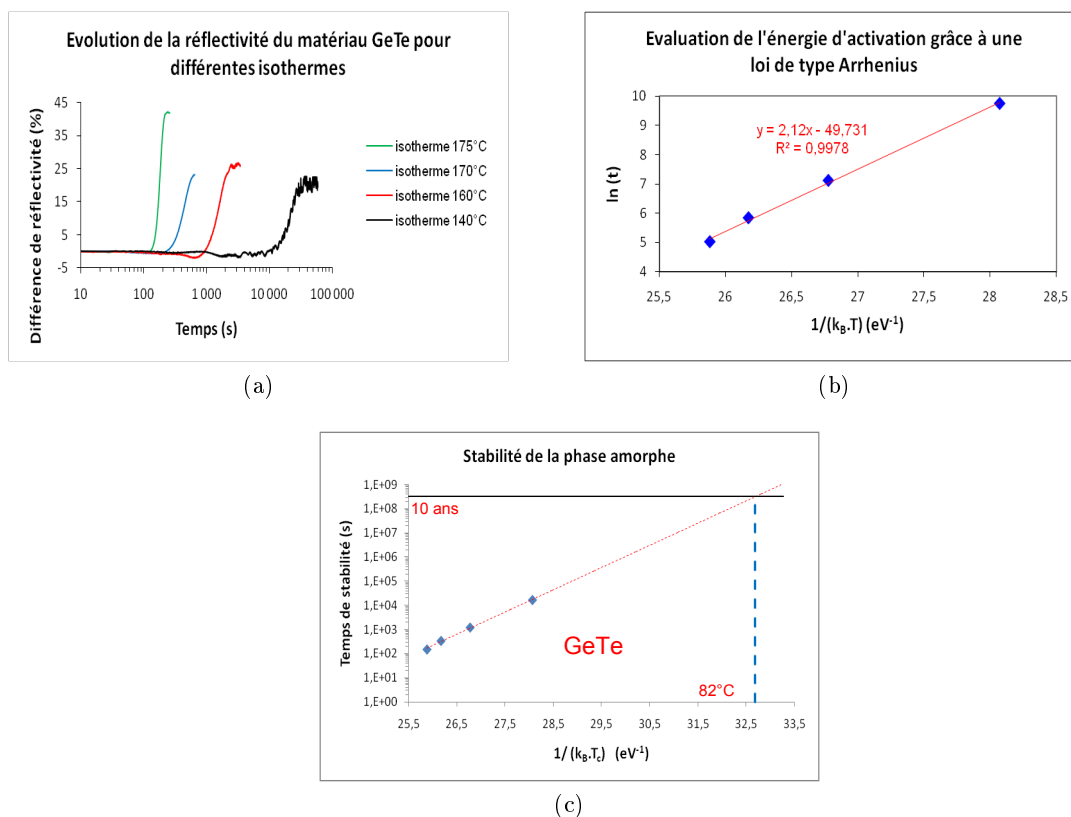 Evolution de la réflectivité du matériau GeTe pour
différentes isothermes
Différence de réflectivité (%)
45
35
25
15
5
-5
10
100
1 000
10 000
100 000
Temps (s)
isotherme 175°C
isotherme 170°C
isotherme 160°C
isotherme 140°C
(a)
Evaluation de l'énergie d'activation grâce à une
loi de type Arrhenius
ln (t)
10
9
8
7
6
5
4
y = 2,12x - 49,731
R² = 0,9978
25,5
26
26,5
27
27,5
28
28,5
1/(kB.T) (eV-1)
(b)
Stabilité de la phase amorphe
Temps de stabilité (s)
1,E+09
1,E+08
1,E+07
1,E+06
1,E+05
1,E+04
1,E+03
1,E+02
1,E+01
1,E+00
10 ans
GeTe
82°C
25,5
26,5
27,5
28,5
29,5
30,5
31,5
32,5
33,5
1/ (kB.Tc) (eV-1)
(c)